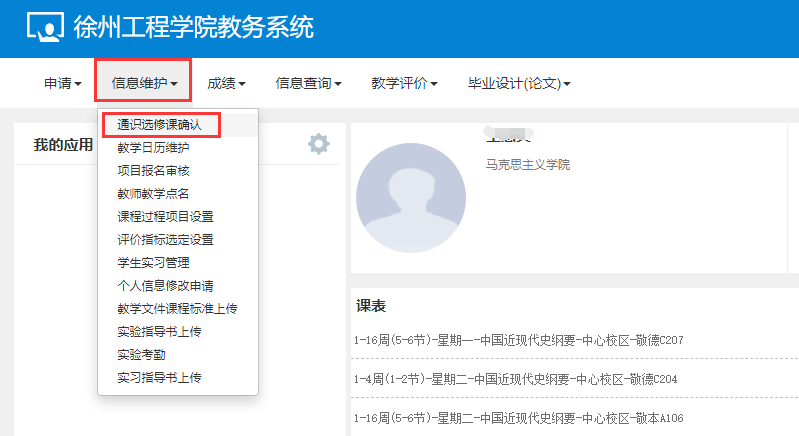 徐州工程学院教务系统
申请 信息维护 成绩 信息查询 教学评价 毕业设计(论文)
我的应用
通识选修课确认
教学日历维护
项目报名审核
教师教学点名
课程过程项目设置
评价指标选定设置
学生实习管理
个人信息修改申请
教学文件课程标准上传
实验指导书上传
实验考勤
实习指导书上传
马克思主义学院
课表
1-16周(5-6节)-星期一-中国近现代史纲要-中心校区-敬德C207
1-4周(1-2节)-星期二-中国近现代史纲要-中心校区-敬德C204
1-16周(5-6节)-星期二-中国近现代史纲要-中心校区-敬本A106